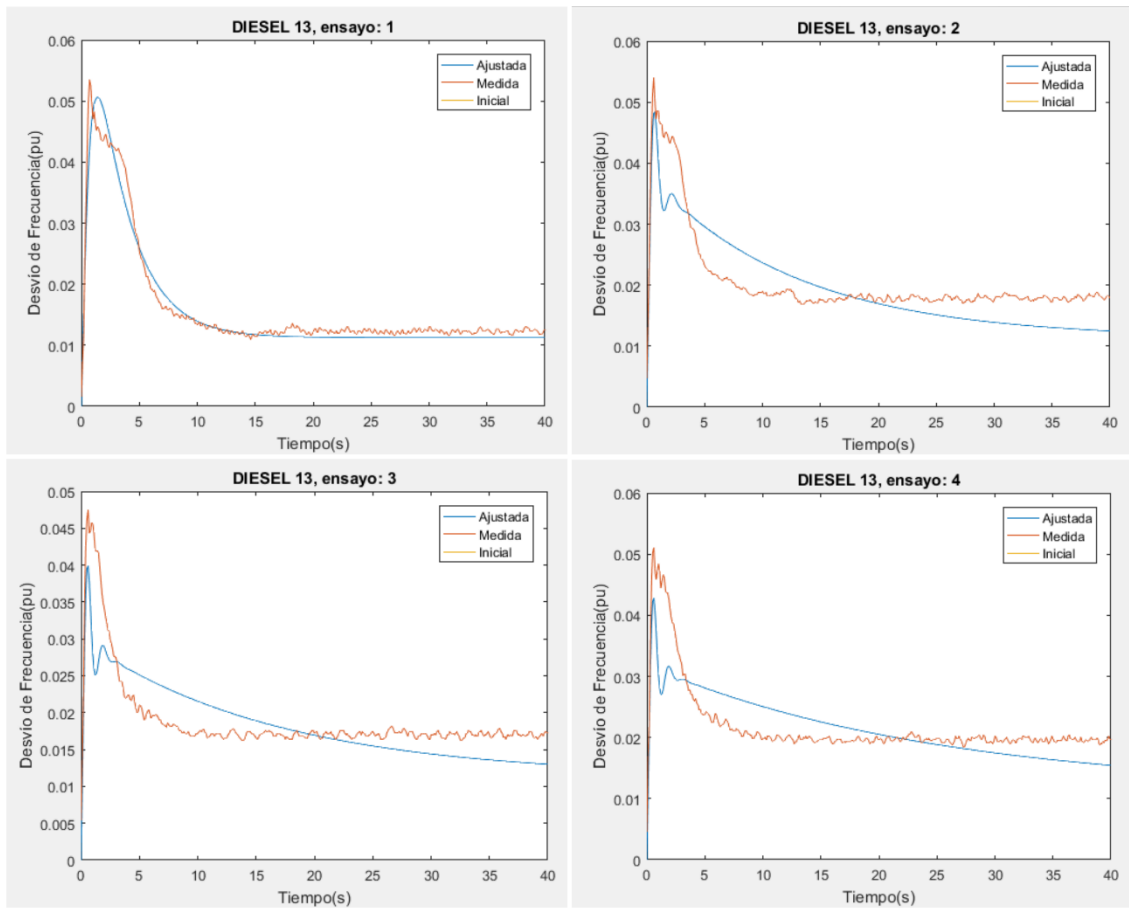 DIESEL 13, ensayo: 1
0.06
0.05
0.04
0.03
0.02
0.01
0
Desvio de Frecuencia(pu)
Ajustada
Medida
Inicial
0 5 10 15 20 25 30 35 40
Tiempo(s)
DIESEL 13, ensayo: 2
0.06
0.05
0.04
0.03
0.02
0.01
0
Desvio de Frecuencia(pu)
Ajustada
Medida
Inicial
0 5 10 15 20 25 30 35 40
Tiempo(s)
DIESEL 13, ensayo: 3
0.05
0.045
0.04
0.035
0.03
0.025
0.02
0.015
0.01
0.005
0
Desvio de Frecuencia(pu)
Ajustada
Medida
Inicial
0 5 10 15 20 25 30 35 40
Tiempo(s)
DIESEL 13, ensayo: 4
0.06
0.05
0.04
0.03
0.02
0.01
0
Desvio de Frecuencia(pu)
Ajustada
Medida
Inicial
0 5 10 15 20 25 30 35 40
Tiempo(s)